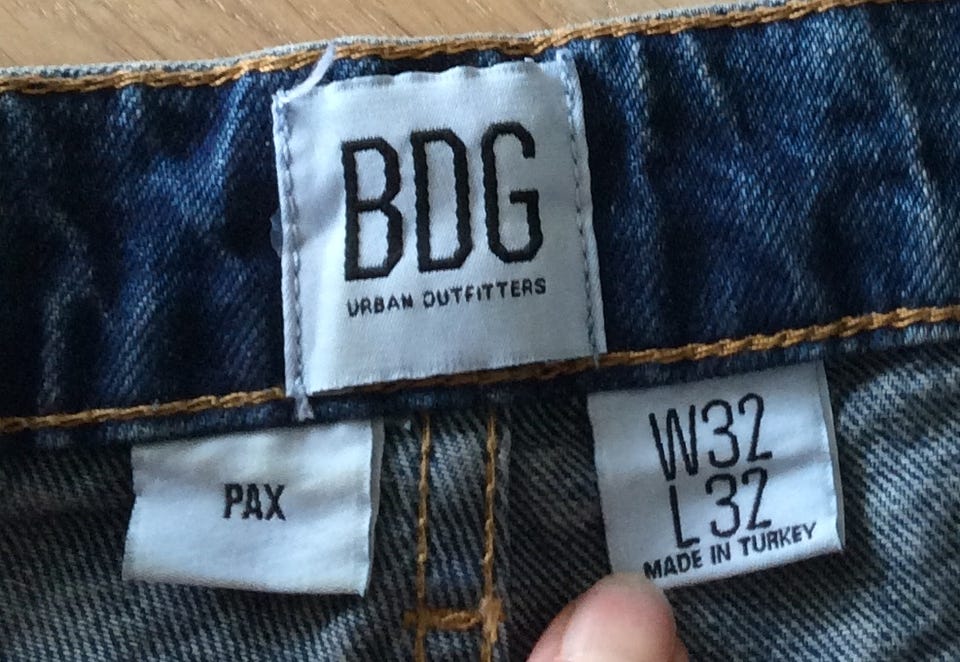 BDG
URBAN OUTFITTERS
PAX
W32
L32
MADE IN TURKEY